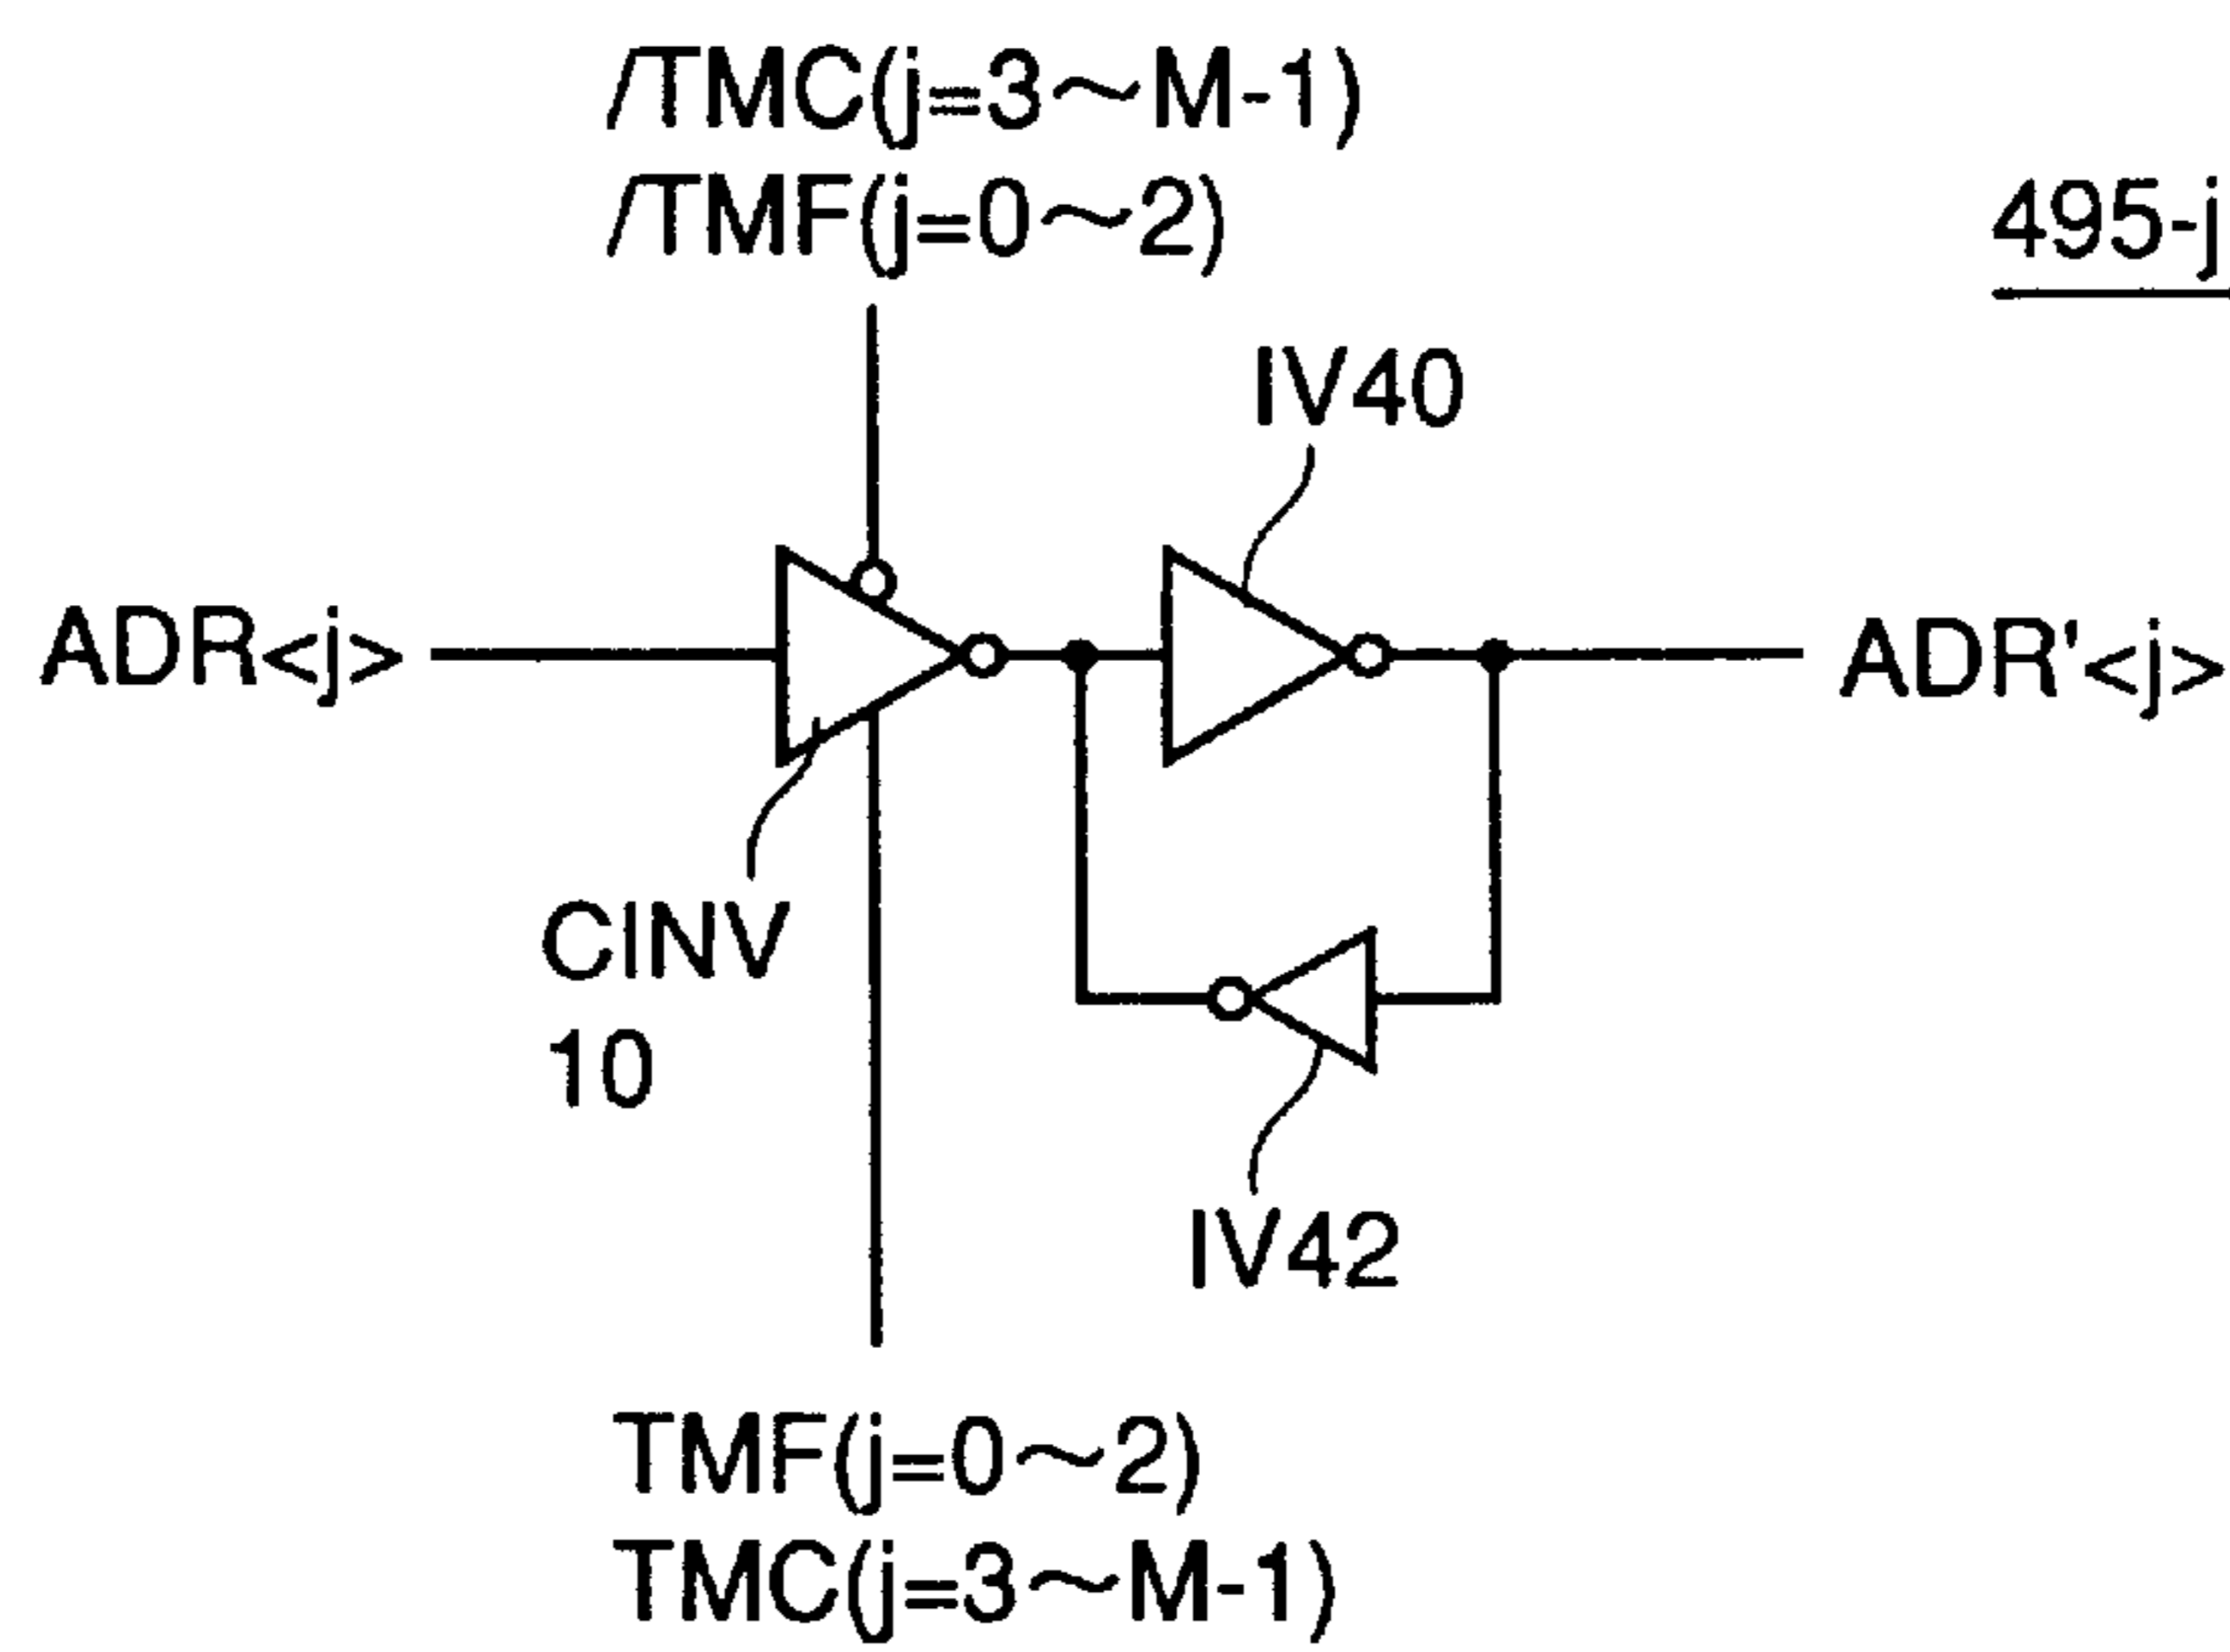 /TMC(j=3～M-1)
/TMF(j=0～2)
495-j
IV40
ADR<j>
ADR'<j>
CINV
10
IV42
TMF(j=0～2)
TMC(j=3～M-1)